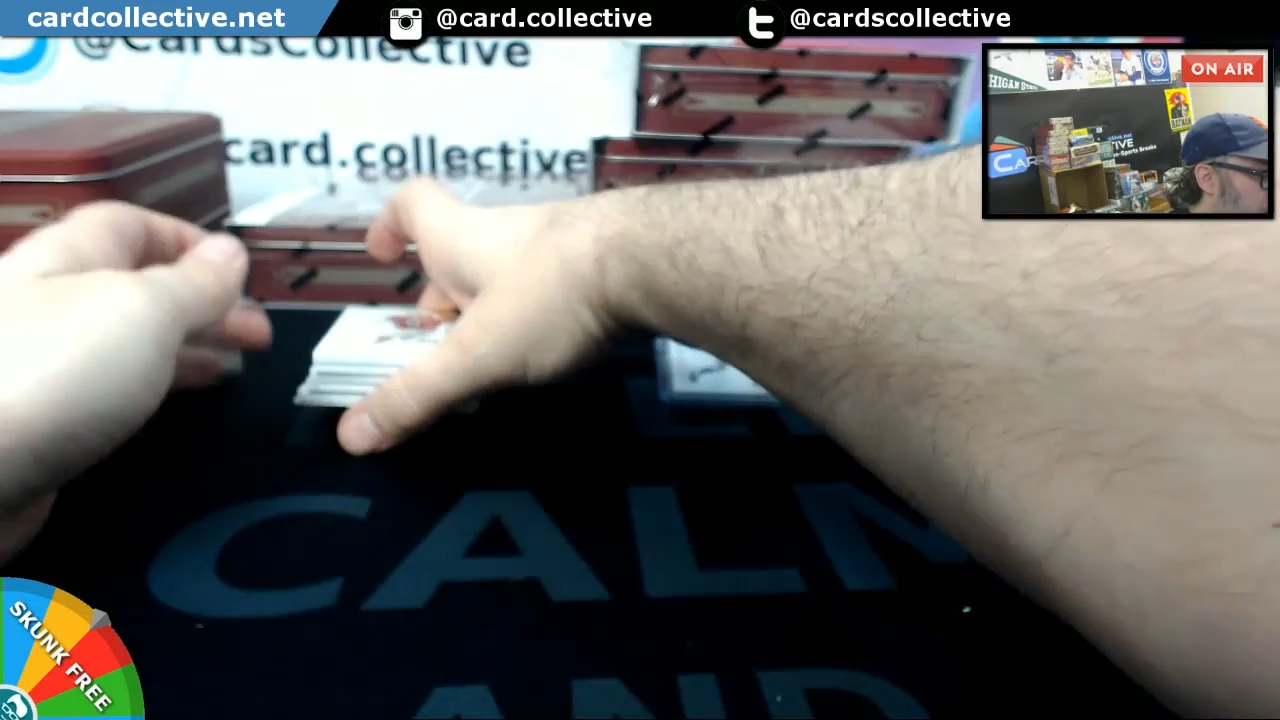 cardcollective.net
@card.collective
@cardscollective
@CardsCollective
card.collective
ON AIR
CALM
AND
SKUNK FREE